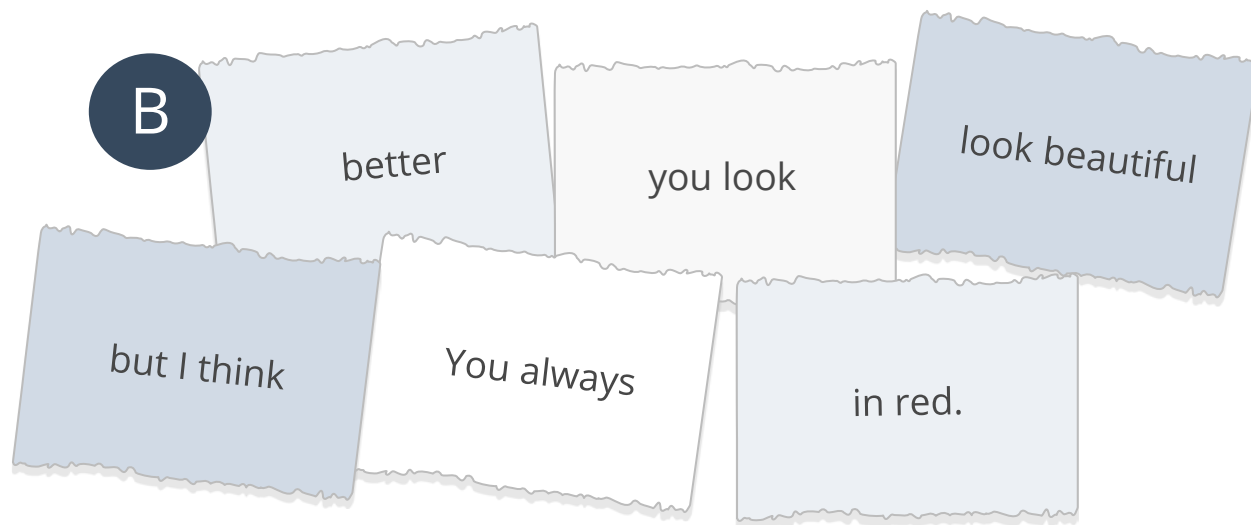 B
better
you look
look beautiful
but I think
You always
in red.